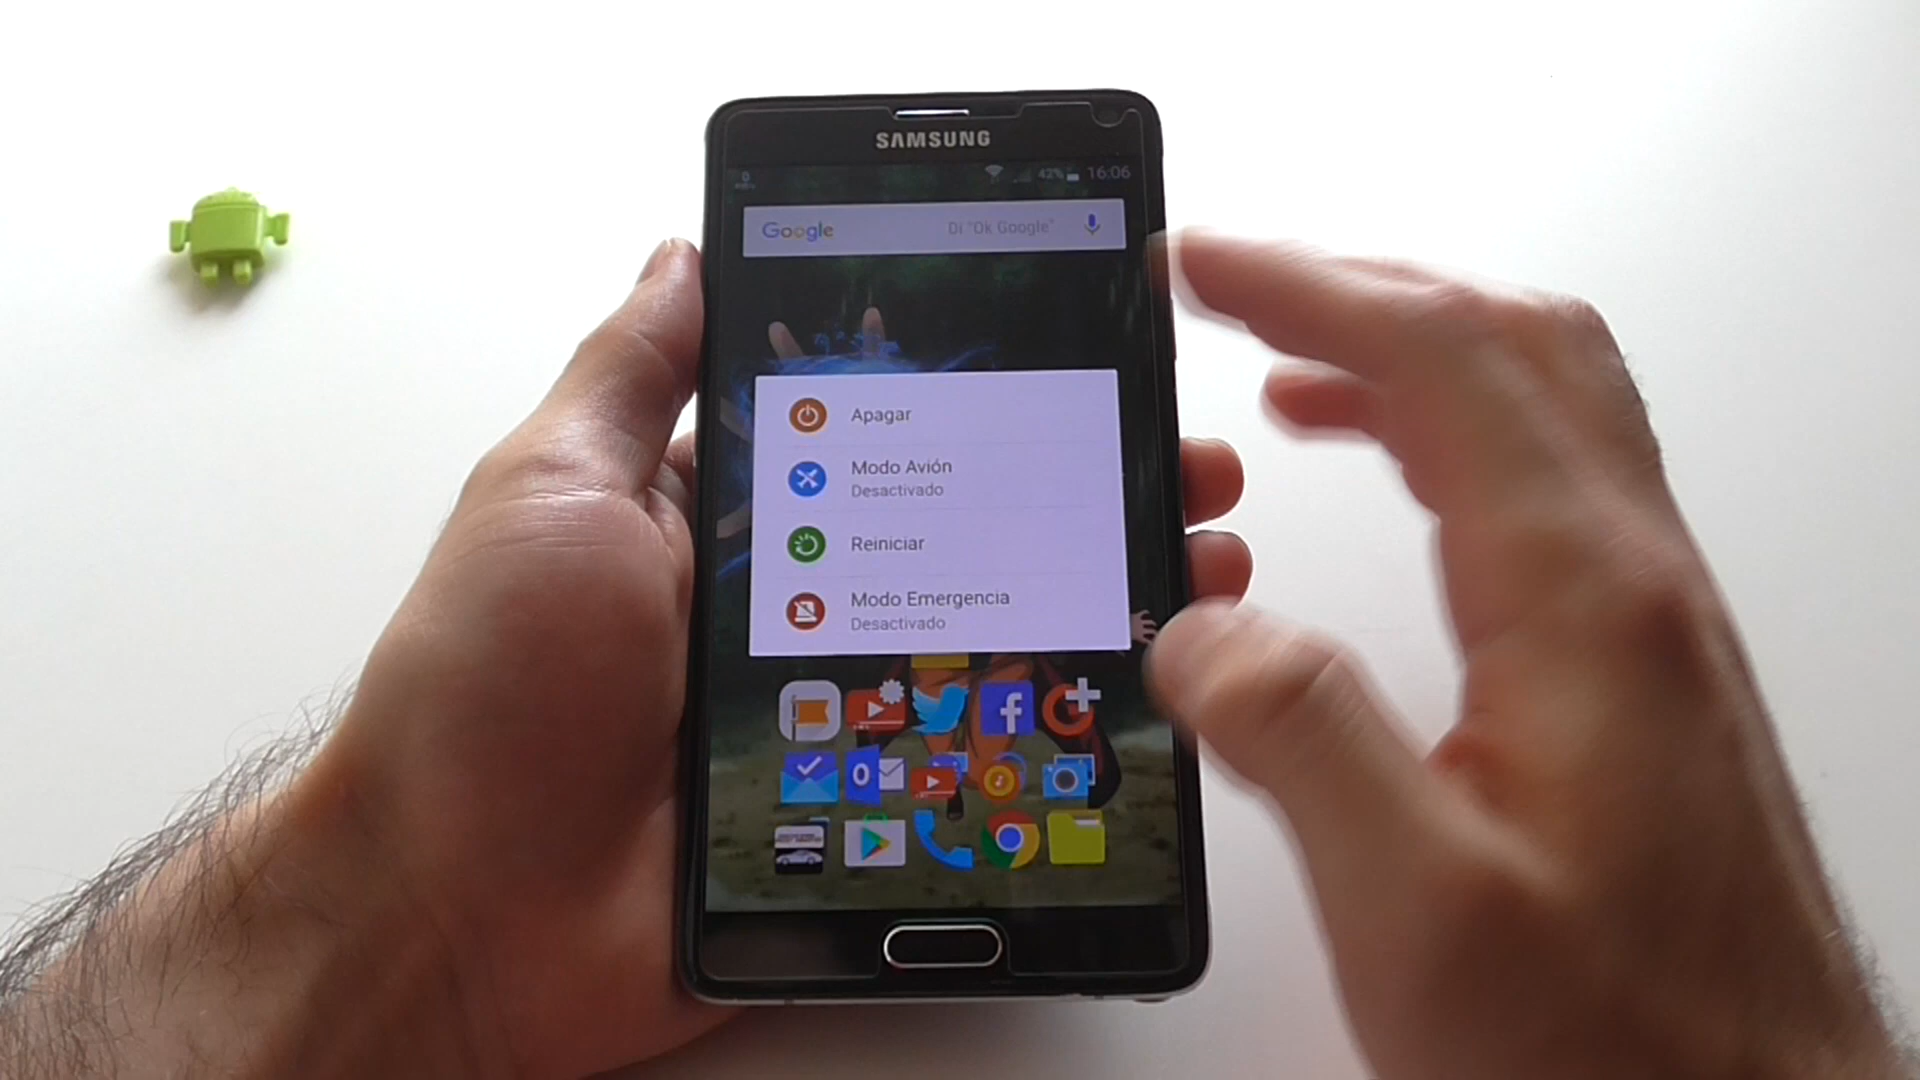 SAMSUNG
42% 16:06
Google Di "Ok Google"
Apagar
Modo Avión
Desactivado
Reiniciar
Modo Emergencia
Desactivado